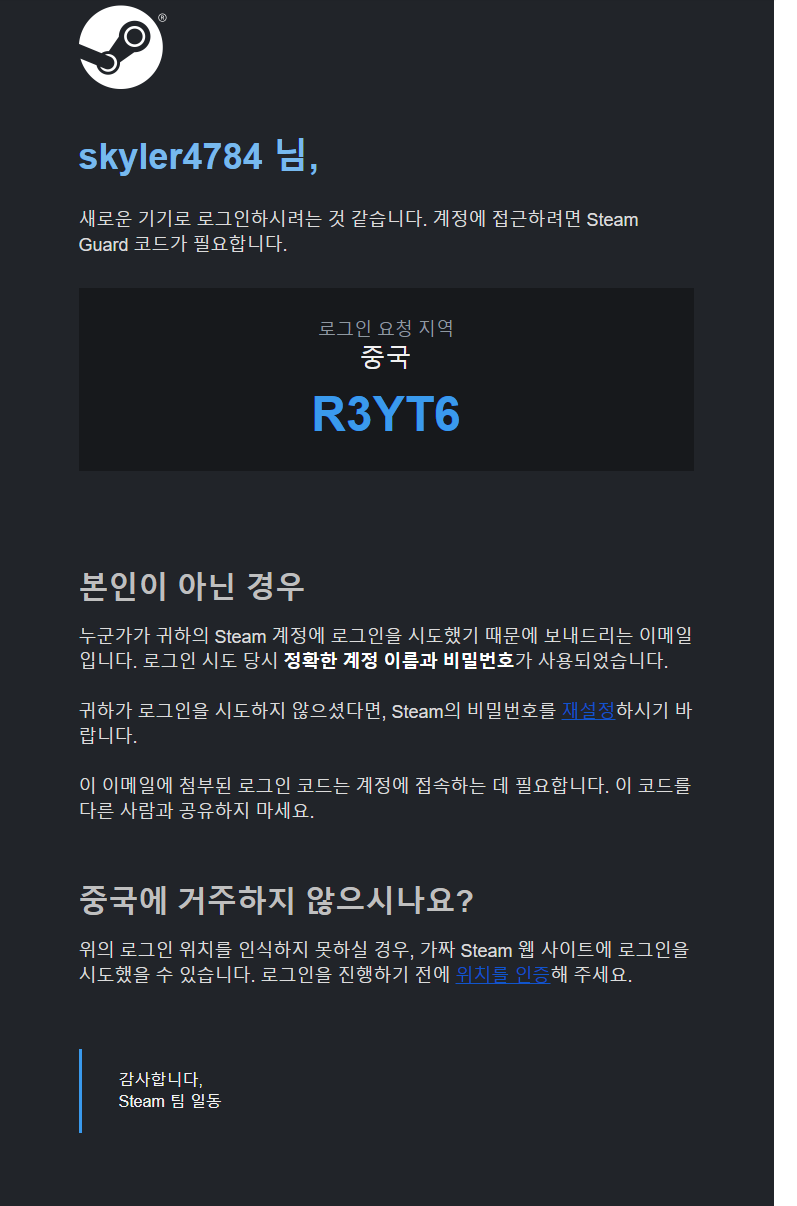 ®
skyler4784 님,
새로운 기기로 로그인하시려는 것 같습니다. 계정에 접근하려면 Steam
Guard 코드가 필요합니다.
로그인 요청 지역
중국
R3YT6
본인이 아닌 경우
누군가가 귀하의 Steam 계정에 로그인을 시도했기 때문에 보내드리는 이메일
입니다. 로그인 시도 당시 정확한 계정 이름과 비밀번호가 사용되었습니다.
귀하가 로그인을 시도하지 않으셨다면, Steam의 비밀번호를 재설정하시기 바
랍니다.
이 이메일에 첨부된 로그인 코드는 계정에 접속하는 데 필요합니다. 이 코드를
다른 사람과 공유하지 마세요.
중국에 거주하지 않으시나요?
위의 로그인 위치를 인식하지 못하실 경우, 가짜 Steam 웹 사이트에 로그인을
시도했을 수 있습니다. 로그인을 진행하기 전에 위치를 인증해 주세요.
감사합니다,
Steam 팀 일동